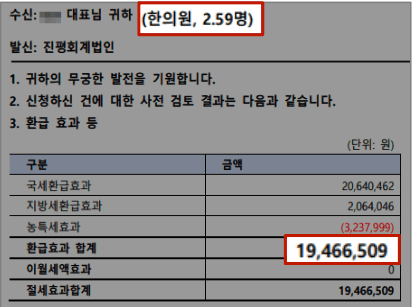 수신: 대표님 귀하 (한의원, 2.59명)
발신: 진평회계법인
1. 귀하의 무궁한 발전을 기원합니다.
2. 신청하신 건에 대한 사전 검토 결과는 다음과 같습니다.
3. 환급 효과 등
(단위: 원)
구분 금액
국세환급효과 20,640,462
지방세환급효과 2,064,046
농특세효과 (3,237,999)
환급효과 합계 19,466,509
이월세액효과 0
절세효과합계 19,466,509